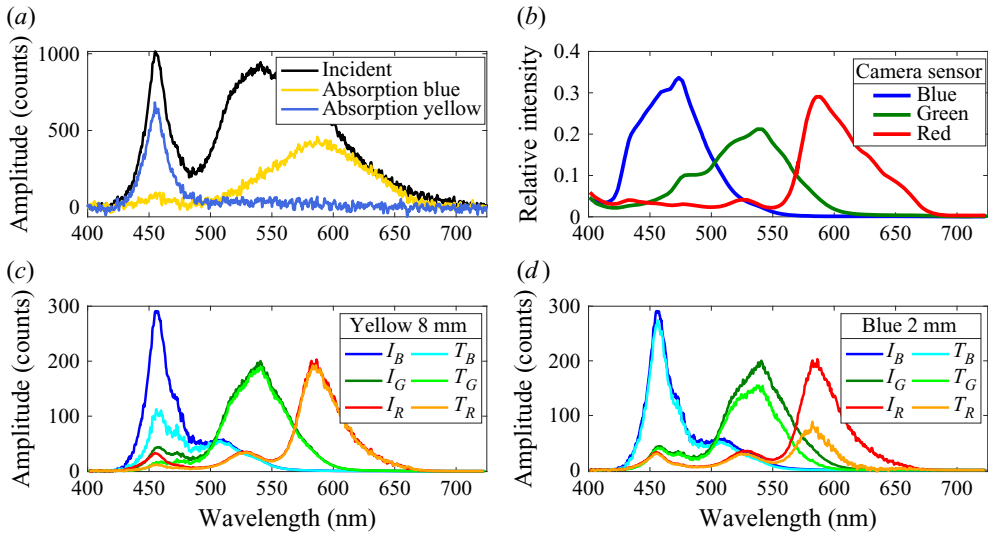 (a)
Amplitude (counts)
1000
500
0
Incident
Absorption blue
Absorption yellow
400 450 500 550 600 650 700
(b)
Relative intensity
0.4
0.3
0.2
0.1
0
Camera sensor
Blue
Green
Red
400 450 500 550 600 650 700
(c)
Amplitude (counts)
300
200
100
0
Yellow 8 mm
I_B T_B
I_G T_G
I_R T_R
400 450 500 550 600 650 700
Wavelength (nm)
(d)
Amplitude (counts)
300
200
100
0
Blue 2 mm
I_B T_B
I_G T_G
I_R T_R
400 450 500 550 600 650 700
Wavelength (nm)